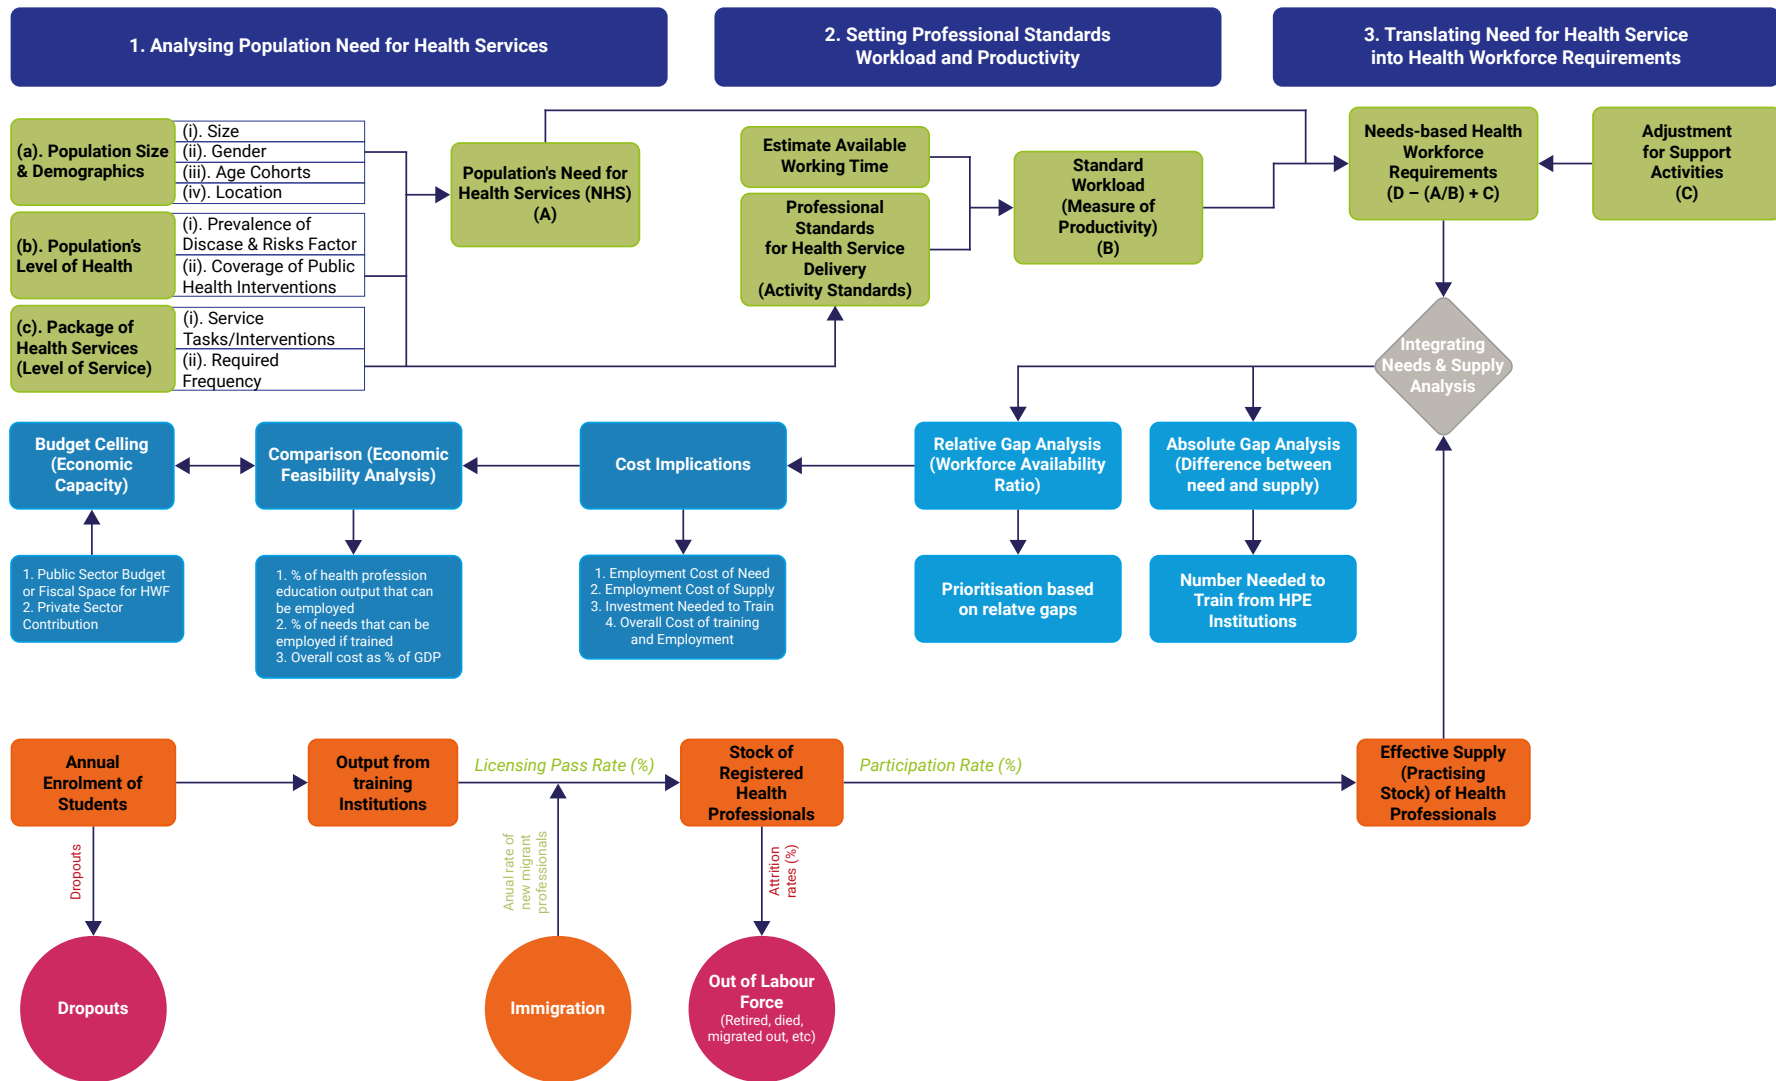 1. Analysing Population Need for Health Services
2. Setting Professional Standards
Workload and Productivity
3. Translating Need for Health Service
into Health Workforce Requirements
(a). Population Size
& Demographics
(i). Size
(ii). Gender
(iii). Age Cohorts
(iv). Location
(b). Population's
Level of Health
(i). Prevalence of
Disease & Risks Factor
(ii). Coverage of Public
Health Interventions
(c). Package of
Health Services
(Level of Service)
(i). Service
Tasks/Interventions
(ii). Required
Frequency
Population's Need for
Health Services (NHS)
(A)
Estimate Available
Working Time
Professional
Standards
for Health Service
Delivery
(Activity Standards)
Standard
Workload
(Measure of
Productivity)
(B)
Needs-based Health
Workforce
Requirements
(D – (A/B) + C)
Adjustment
for Support
Activities
(C)
Integrating
Needs & Supply
Analysis
Budget Celling
(Economic
Capacity)
Comparison (Economic
Feasibility Analysis)
Cost Implications
Relative Gap Analysis
(Workforce Availability
Ratio)
Absolute Gap Analysis
(Difference between
need and supply)
1. Public Sector Budget
or Fiscal Space for HWF
2. Private Sector
Contribution
1. % of health profession
education output that can
be employed
2. % of needs that can be
employed if trained
3. Overall cost as % of GDP
1. Employment Cost of Need
2. Employment Cost of Supply
3. Investment Needed to Train
4. Overall Cost of training
and Employment
Prioritisation based
on relatve gaps
Number Needed to
Train from HPE
Institutions
Annual
Enrolment of
Students
Output from
training
Institutions
Licensing Pass Rate (%)
Stock of
Registered
Health
Professionals
Participation Rate (%)
Effective Supply
(Practising
Stock) of Health
Professionals
Dropouts
Anual rate of
new migrant
professionals
Attrition
rates (%)
Dropouts
Immigration
Out of Labour
Force
(Retired, died,
migrated out, etc)